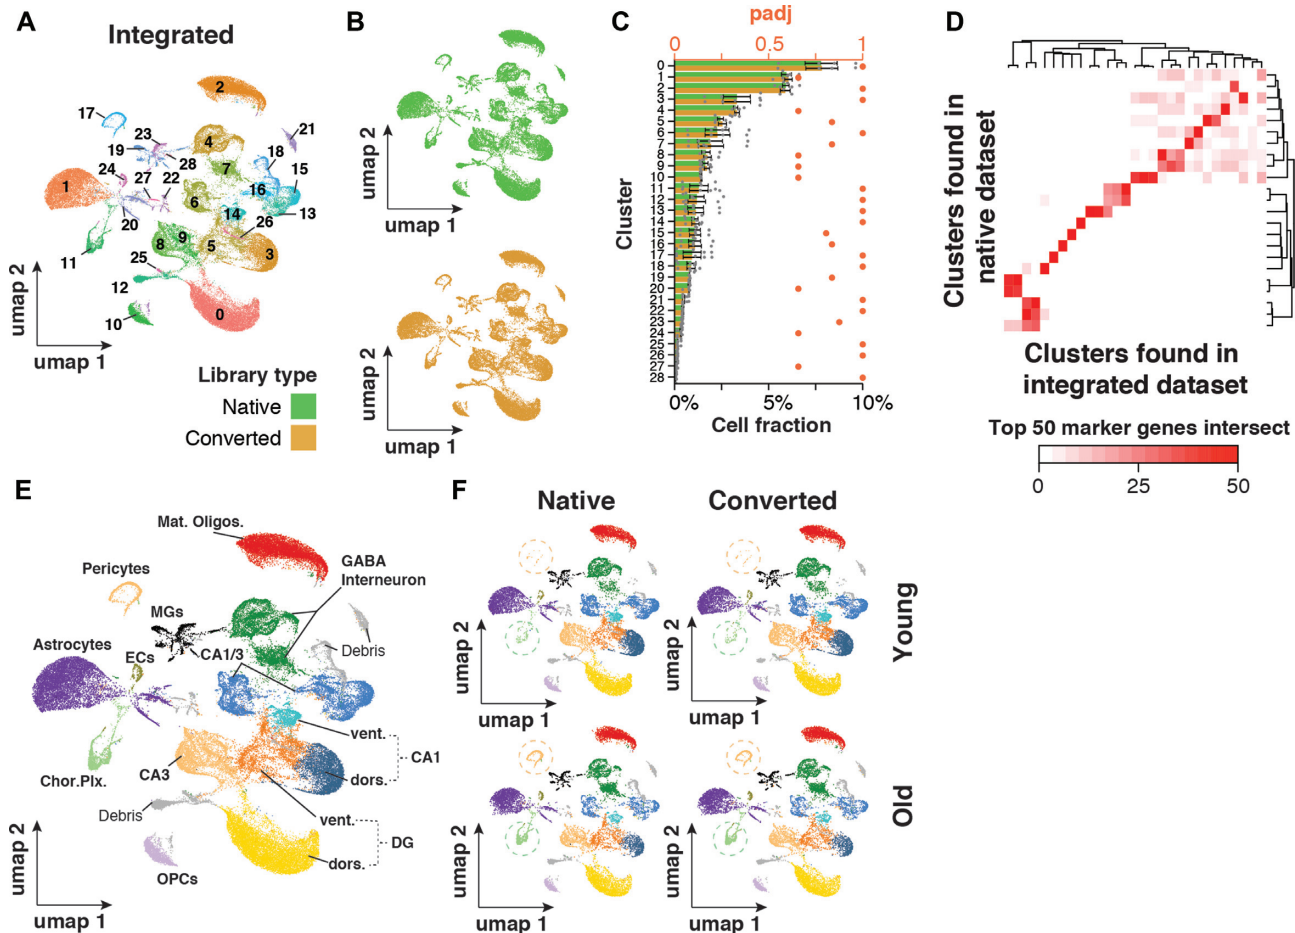 A
Integrated
2
17
23
4
21
19
28
18
7
15
24
27
22
1
16
6
14
13
20
26
8
9
5
3
11
25
12
0
10
umap 2
umap 1
Library type
Native
Converted
B
umap 2
umap 1
umap 2
umap 1
C
padj
0
0.5
1
Cluster
0
1
2
3
4
5
6
7
8
9
10
11
12
13
14
15
16
17
18
19
20
21
22
23
24
25
26
27
28
0%
5%
10%
Cell fraction
D
Clusters found in
native dataset
Clusters found in
integrated dataset
Top 50 marker genes intersect
0
25
50
E
Mat. Oligos.
GABA
Interneuron
Pericytes
MGs
Astrocytes
ECs
CA1/3
Debris
vent.
CA1
dors.
CA3
Chor.Plx.
Debris
vent.
DG
dors.
OPCs
umap 2
umap 1
F
Native
Converted
Young
Old
umap 2
umap 1
umap 2
umap 1
umap 2
umap 1
umap 2
umap 1